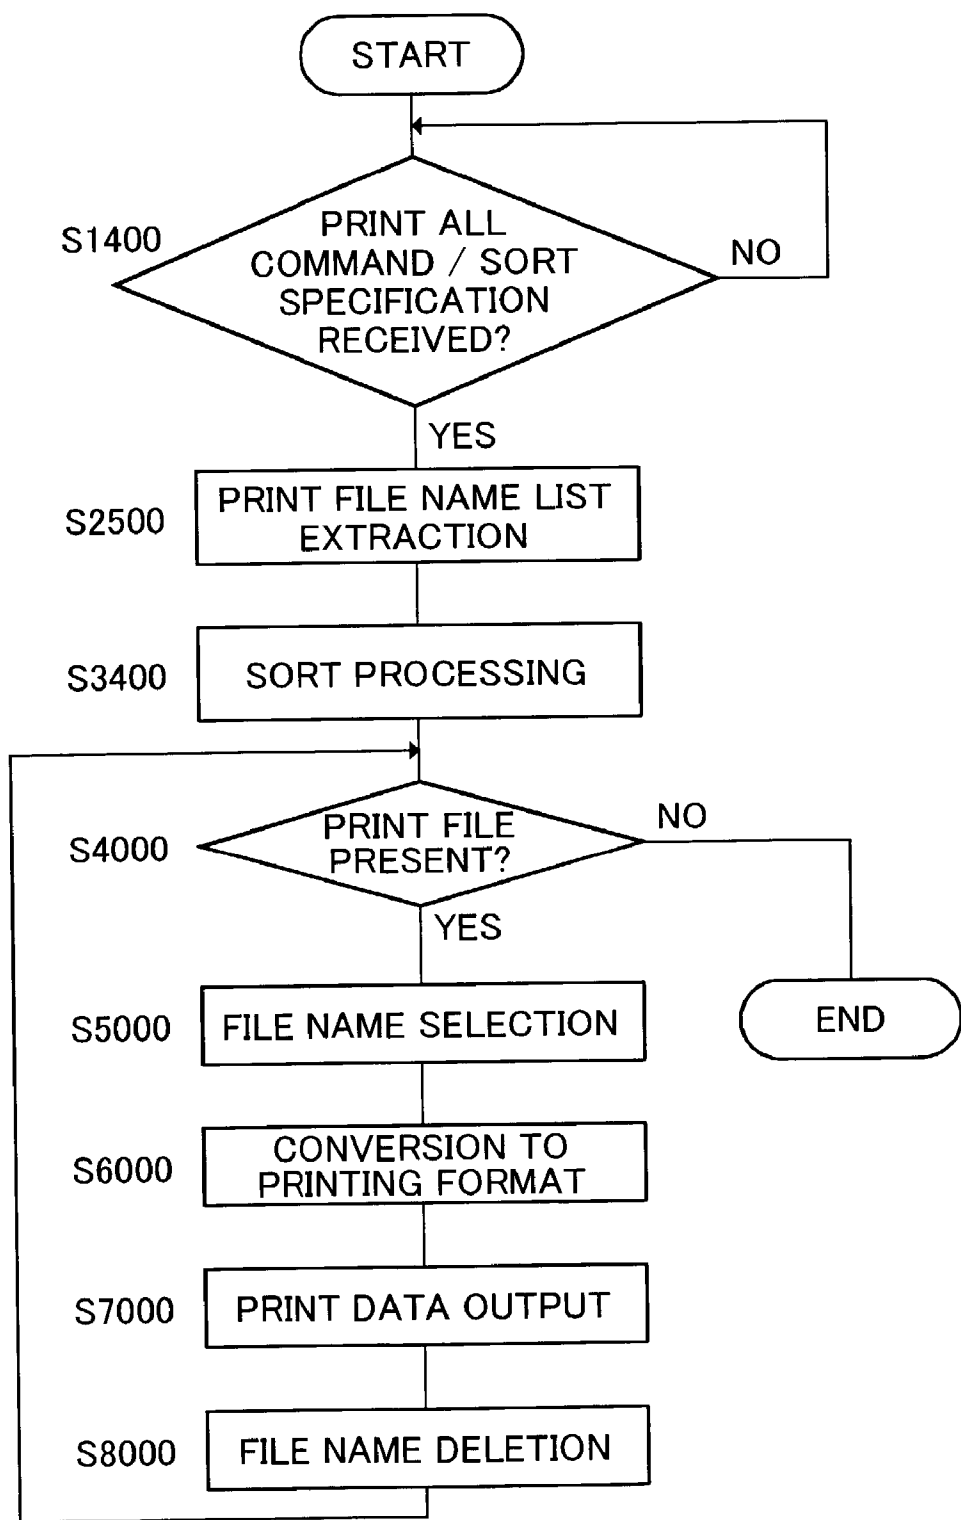 START
S1400
PRINT ALL
COMMAND / SORT
SPECIFICATION
RECEIVED?
NO
YES
S2500
PRINT FILE NAME LIST
EXTRACTION
S3400
SORT PROCESSING
S4000
PRINT FILE
PRESENT?
NO
YES
S5000
FILE NAME SELECTION
END
S6000
CONVERSION TO
PRINTING FORMAT
S7000
PRINT DATA OUTPUT
S8000
FILE NAME DELETION